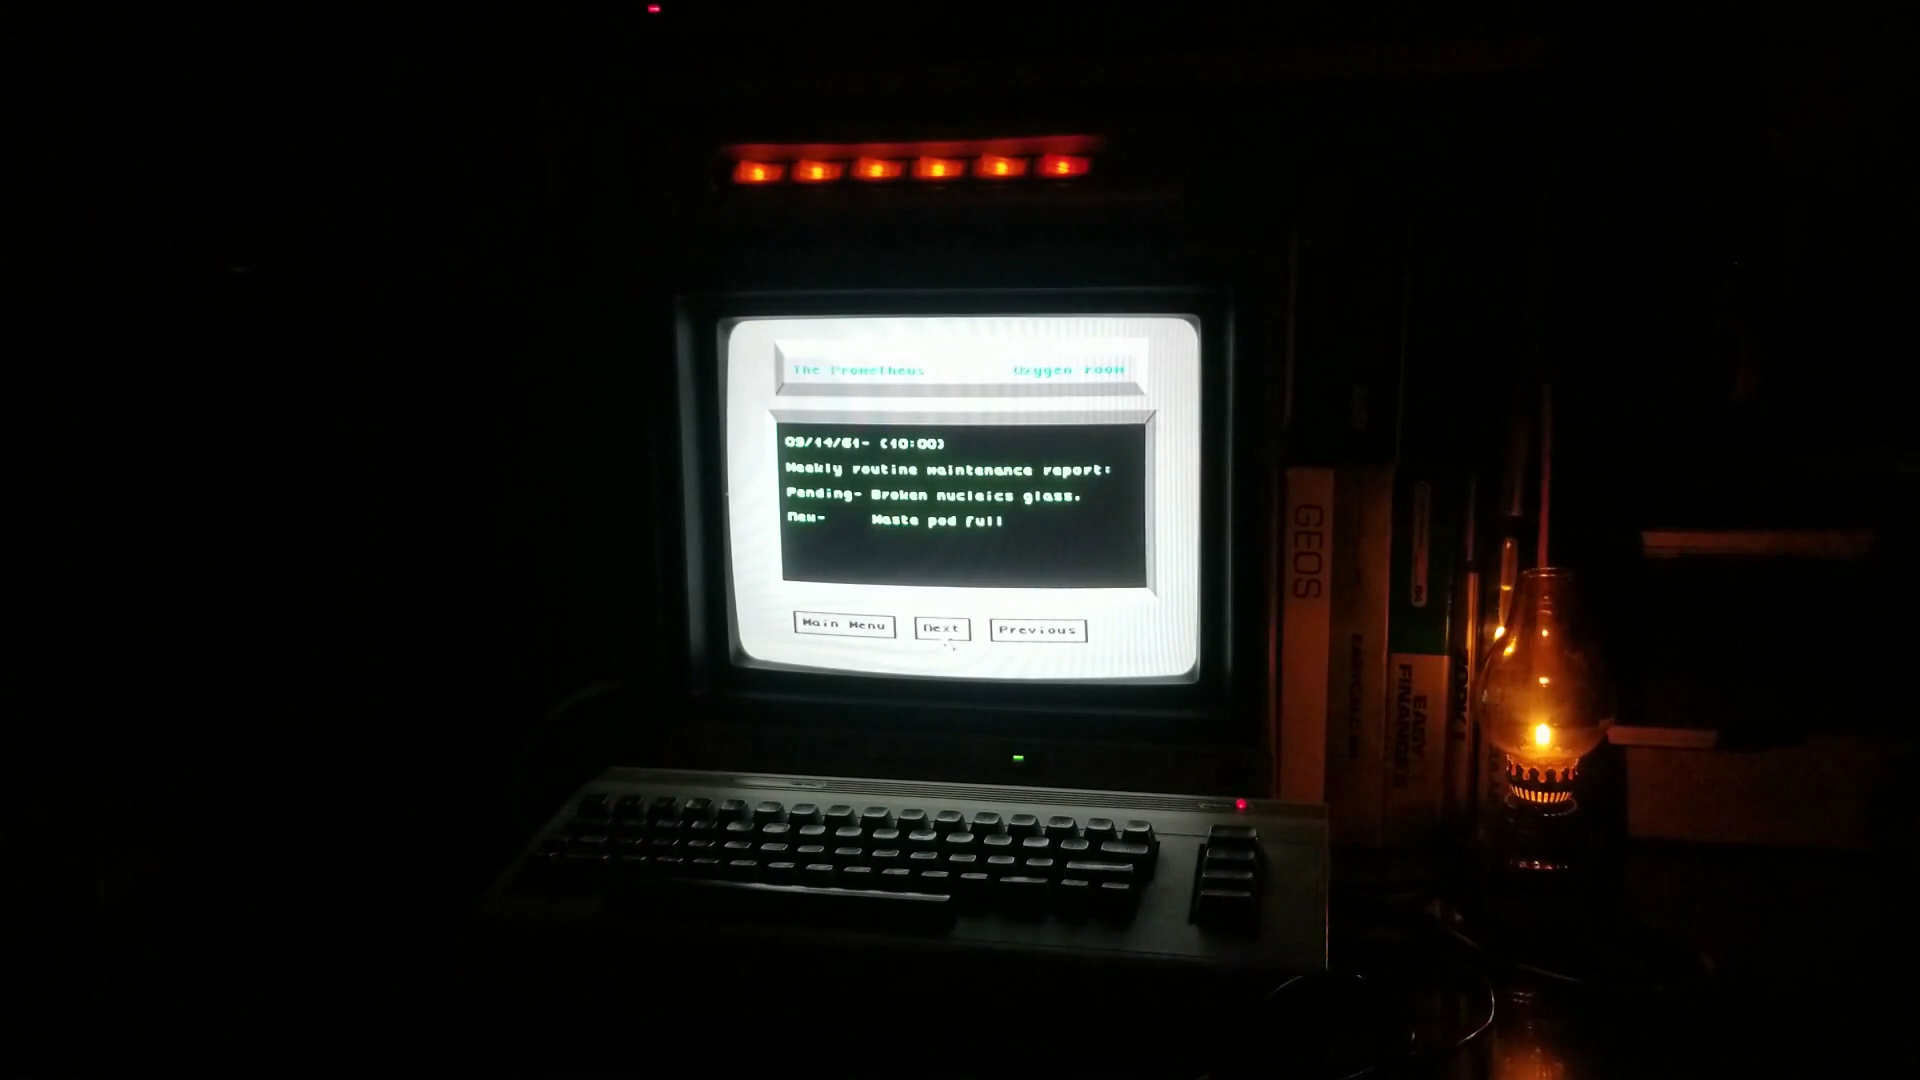 The Prometheus Oxygen room
03/14/61- (10:00)
Weekly routine maintenance report:
Pending- Broken nucleics glass.
New- Waste pod full
Main Menu Next Previous
GEOS
EASY
FINANCE